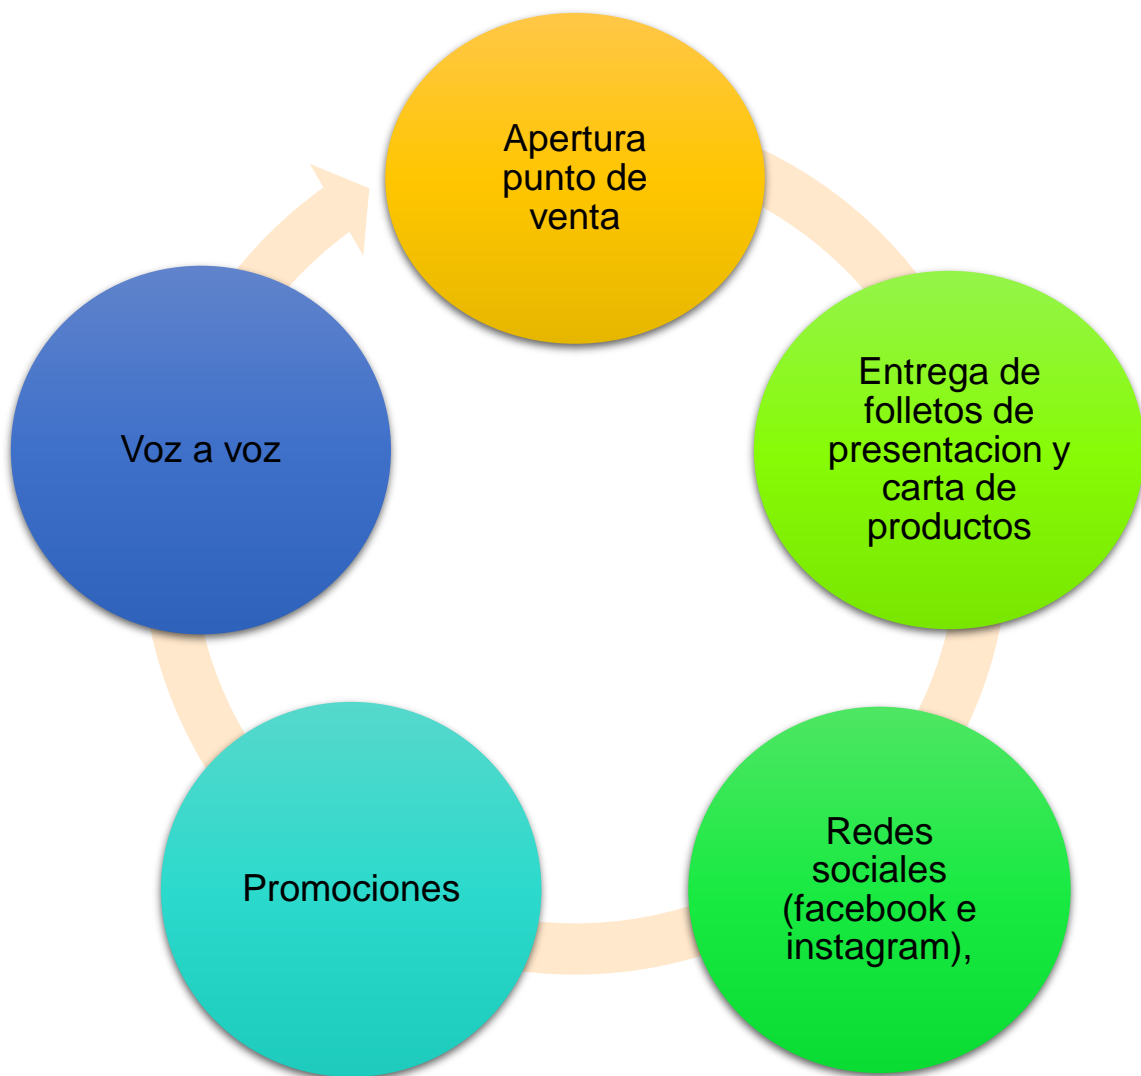 Apertura
punto de
venta
Entrega de
folletos de
presentacion y
carta de
productos
Redes
sociales
(facebook e
instagram),
Promociones
Voz a voz